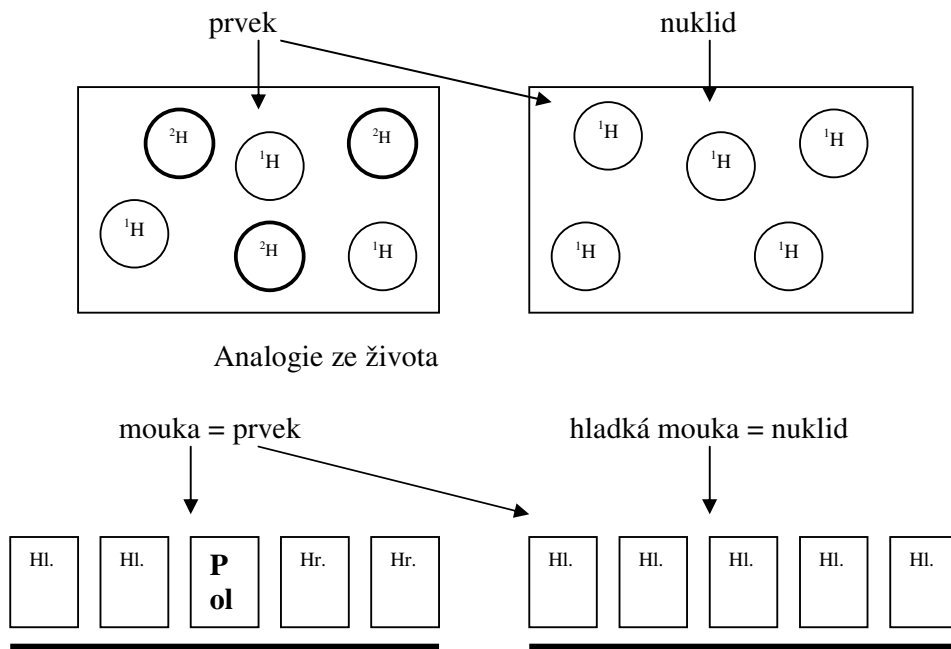 prvek nuklid
²H ¹H ²H ¹H ¹H ¹H
¹H ²H ¹H ¹H ¹H
Analogie ze života
mouka = prvek hladká mouka = nuklid
Hl. Hl. P Hr. Hr. Hl. Hl. Hl. Hl. Hl.
ol